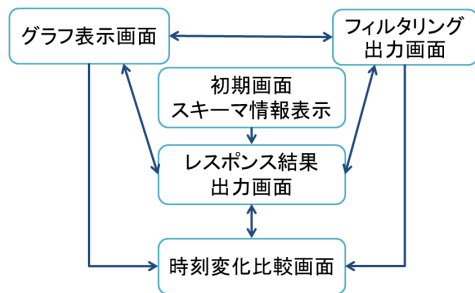 グラフ表示画面
フィルタリング
出力画面
初期画面
スキーマ情報表示
レスポンス結果
出力画面
時刻変化比較画面